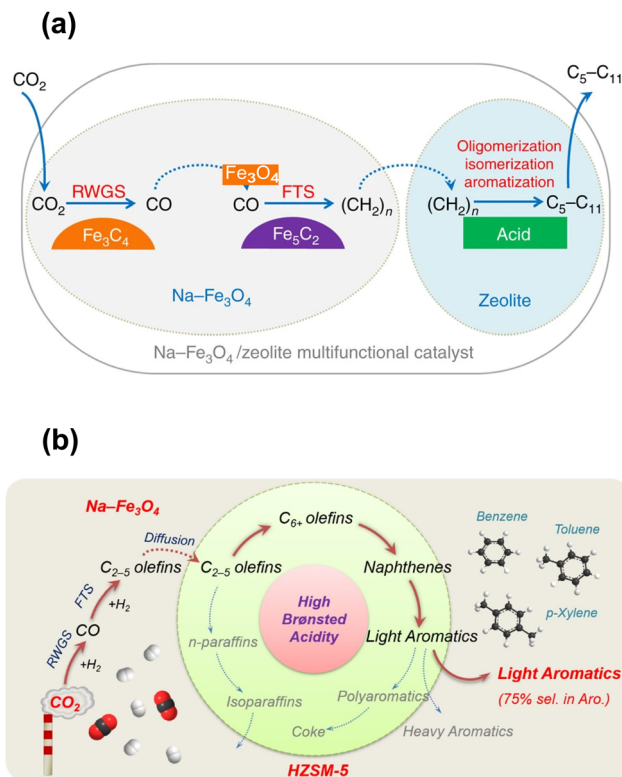 (a)
CO₂
C₅–C₁₁
Oligomerization
isomerization
aromatization
Fe₃O₄
RWGS
FTS
CO₂
CO
CO
(CH₂)ₙ
(CH₂)ₙ
C₅–C₁₁
Fe₃C₄
Fe₅C₂
Acid
Na–Fe₃O₄
Zeolite
Na–Fe₃O₄/zeolite multifunctional catalyst
(b)
Na–Fe₃O₄
Diffusion
C₂₋₅ olefins
FTS
+H₂
CO
RWGS
+H₂
CO₂
C₆₊ olefins
C₂₋₅ olefins
Naphthenes
High
Brønsted
Acidity
n-paraffins
Light Aromatics
Isoparaffins
Polyaromatics
Coke
Heavy Aromatics
HZSM-5
Benzene
Toluene
p-Xylene
Light Aromatics
(75% sel. in Aro.)